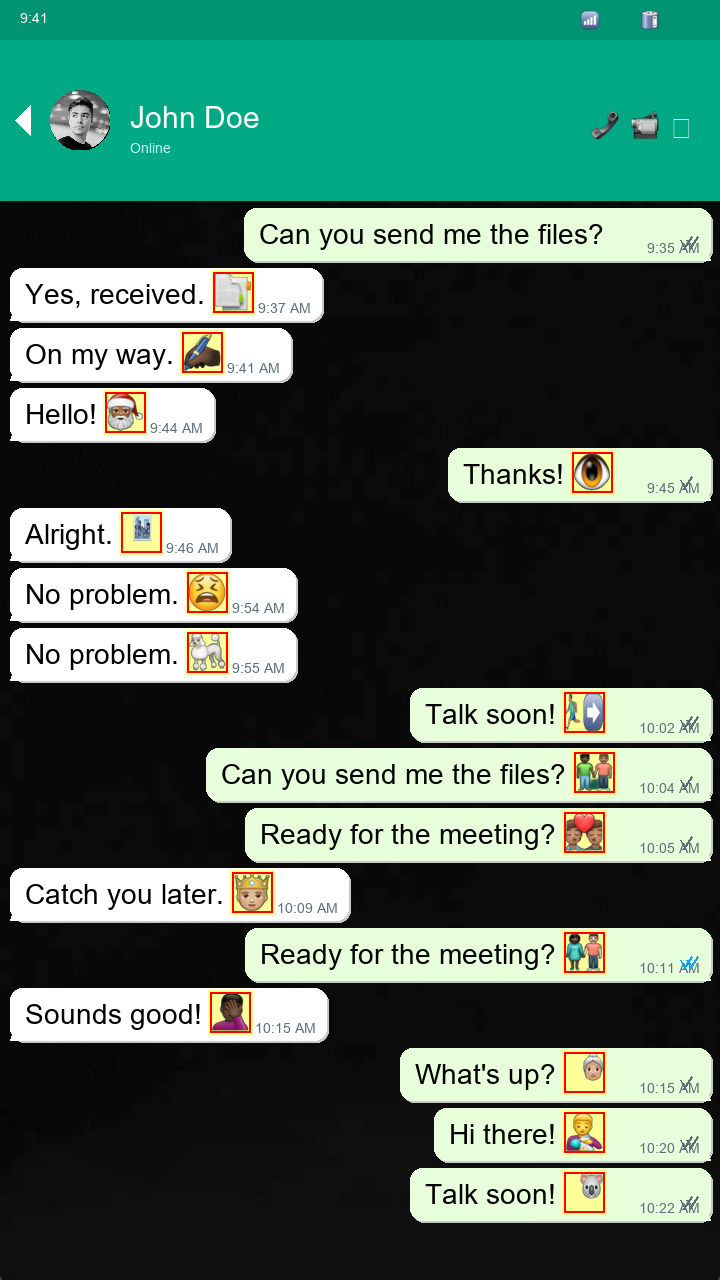 9:41
John Doe
Online
Can you send me the files? 9:35 AM
Yes, received. 9:37 AM
On my way. 9:41 AM
Hello! 9:44 AM
Thanks! 9:45 AM
Alright. 9:46 AM
No problem. 9:54 AM
No problem. 9:55 AM
Talk soon! 10:02 AM
Can you send me the files? 10:04 AM
Ready for the meeting? 10:05 AM
Catch you later. 10:09 AM
Ready for the meeting? 10:11 AM
Sounds good! 10:15 AM
What's up? 10:15 AM
Hi there! 10:20 AM
Talk soon! 10:22 AM